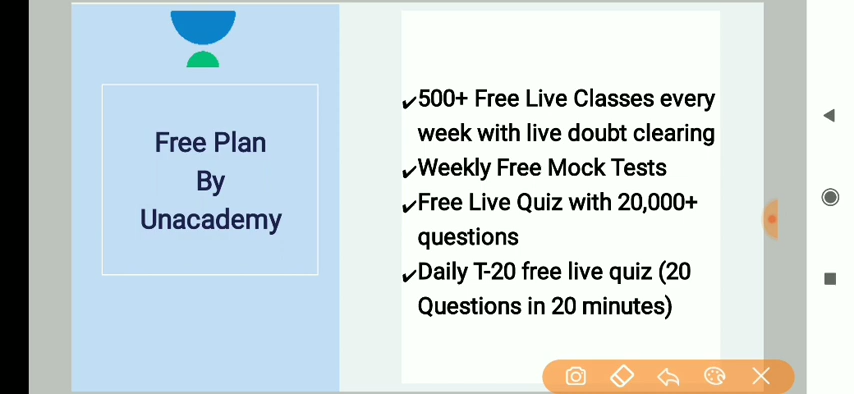 Free Plan
By
Unacademy
✓500+ Free Live Classes every
week with live doubt clearing
✓Weekly Free Mock Tests
✓Free Live Quiz with 20,000+
questions
✓Daily T-20 free live quiz (20
Questions in 20 minutes)